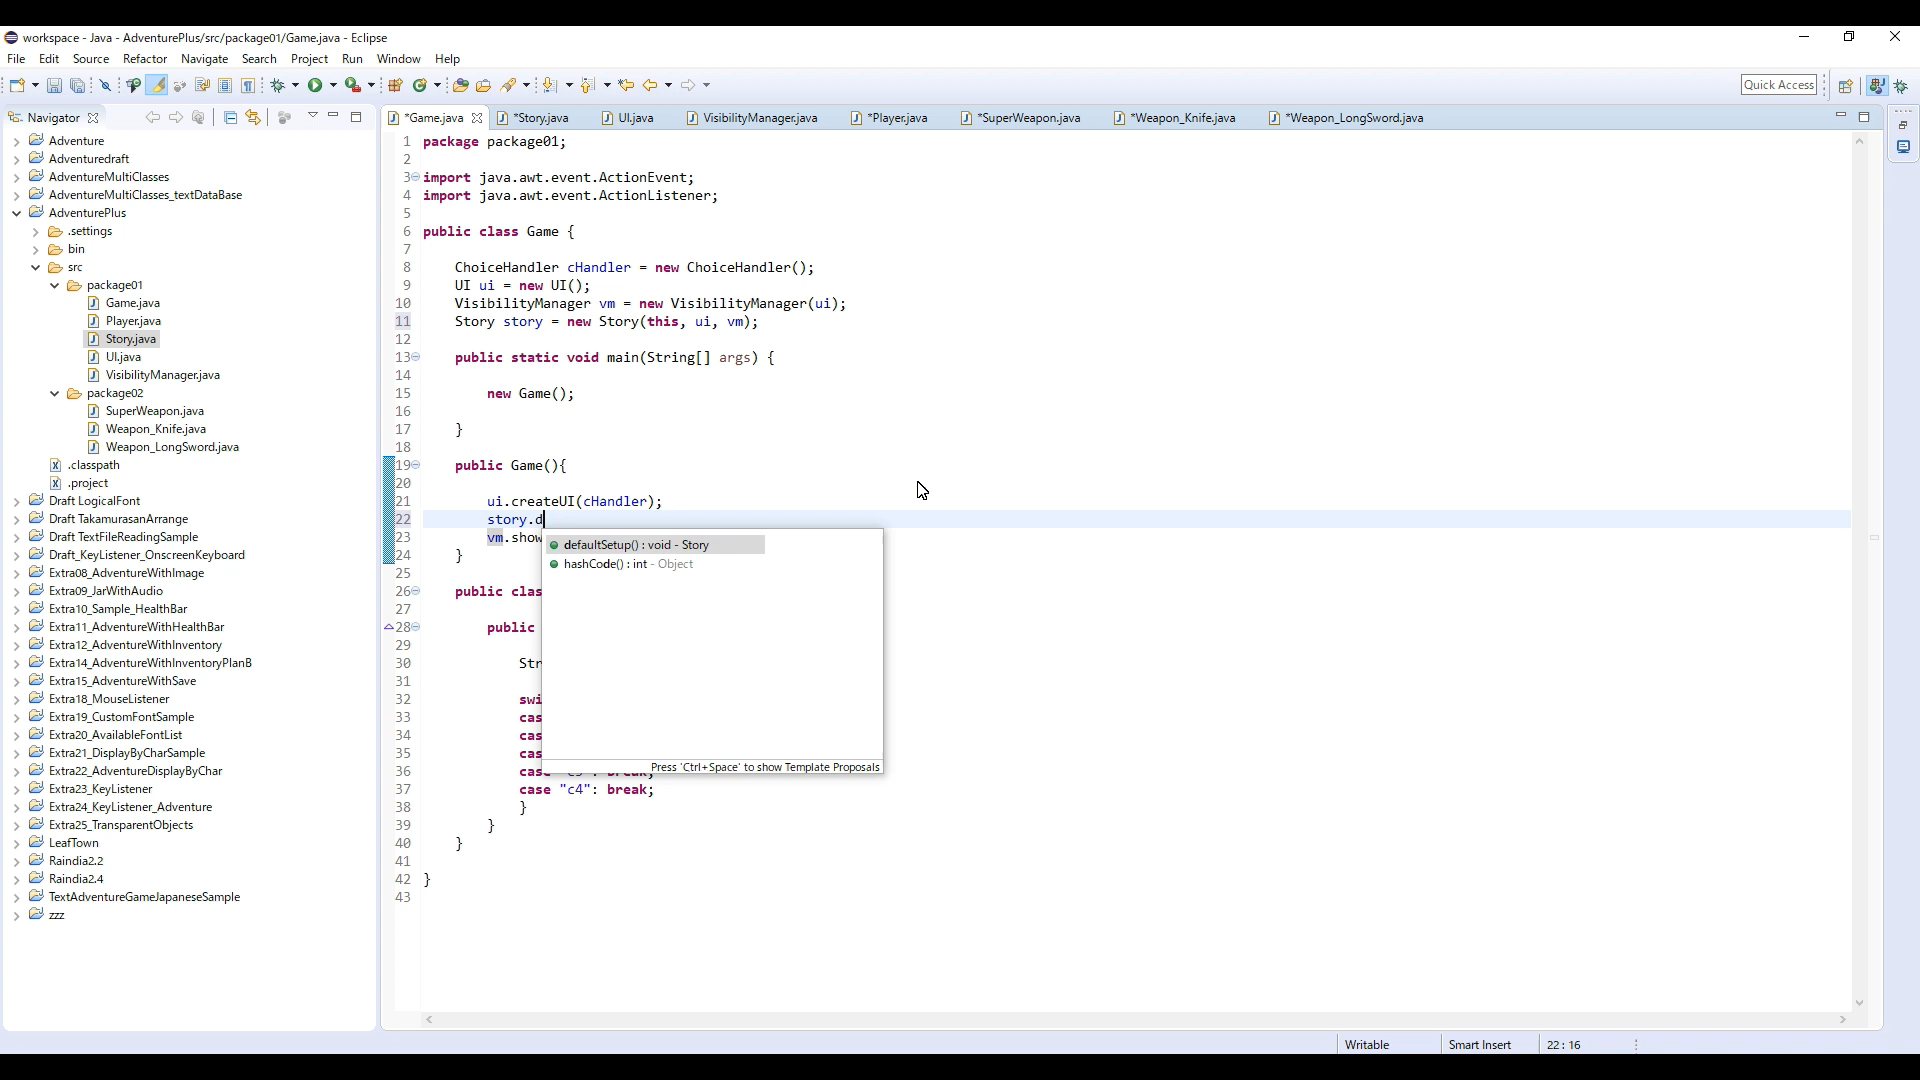 workspace - Java - AdventurePlus/src/package01/Game.java - Eclipse
File Edit Source Refactor Navigate Search Project Run Window Help
Quick Access
Navigator
*Game.java *Story.java UI.java VisibilityManager.java *Player.java *SuperWeapon.java *Weapon_Knife.java *Weapon_LongSword.java
Adventure
Adventuredraft
AdventureMultiClasses
AdventureMultiClasses_textDataBase
AdventurePlus
.settings
bin
src
package01
Game.java
Player.java
Story.java
UI.java
VisibilityManager.java
package02
SuperWeapon.java
Weapon_Knife.java
Weapon_LongSword.java
.classpath
.project
Draft LogicalFont
Draft TakamurasanArrange
Draft TextFileReadingSample
Draft_KeyListener_OnscreenKeyboard
Extra08_AdventureWithImage
Extra09_JarWithAudio
Extra10_Sample_HealthBar
Extra11_AdventureWithHealthBar
Extra12_AdventureWithInventory
Extra14_AdventureWithInventoryPlanB
Extra15_AdventureWithSave
Extra18_MouseListener
Extra19_CustomFontSample
Extra20_AvailableFontList
Extra21_DisplayByCharSample
Extra22_AdventureDisplayByChar
Extra23_KeyListener
Extra24_KeyListener_Adventure
Extra25_TransparentObjects
LeafTown
Raindia2.2
Raindia2.4
TextAdventureGameJapaneseSample
zzz
1 package package01;
2
3 import java.awt.event.ActionEvent;
4 import java.awt.event.ActionListener;
5
6 public class Game {
7
8 ChoiceHandler cHandler = new ChoiceHandler();
9 UI ui = new UI();
10 VisibilityManager vm = new VisibilityManager(ui);
11 Story story = new Story(this, ui, vm);
12
13 public static void main(String[] args) {
14
15 new Game();
16
17 }
18
19 public Game(){
20
21 ui.createUI(cHandler);
22 story.d
23 vm.show
24 }
25
26 public clas
27
28 public
29
30 Str
31
32 swi
33 cas
34 cas
35 cas
36 case
37 case "c4": break;
38 }
39 }
40 }
41
42 }
43
defaultSetup() : void - Story
hashCode() : int - Object
Press 'Ctrl+Space' to show Template Proposals
Writable Smart Insert 22 : 16